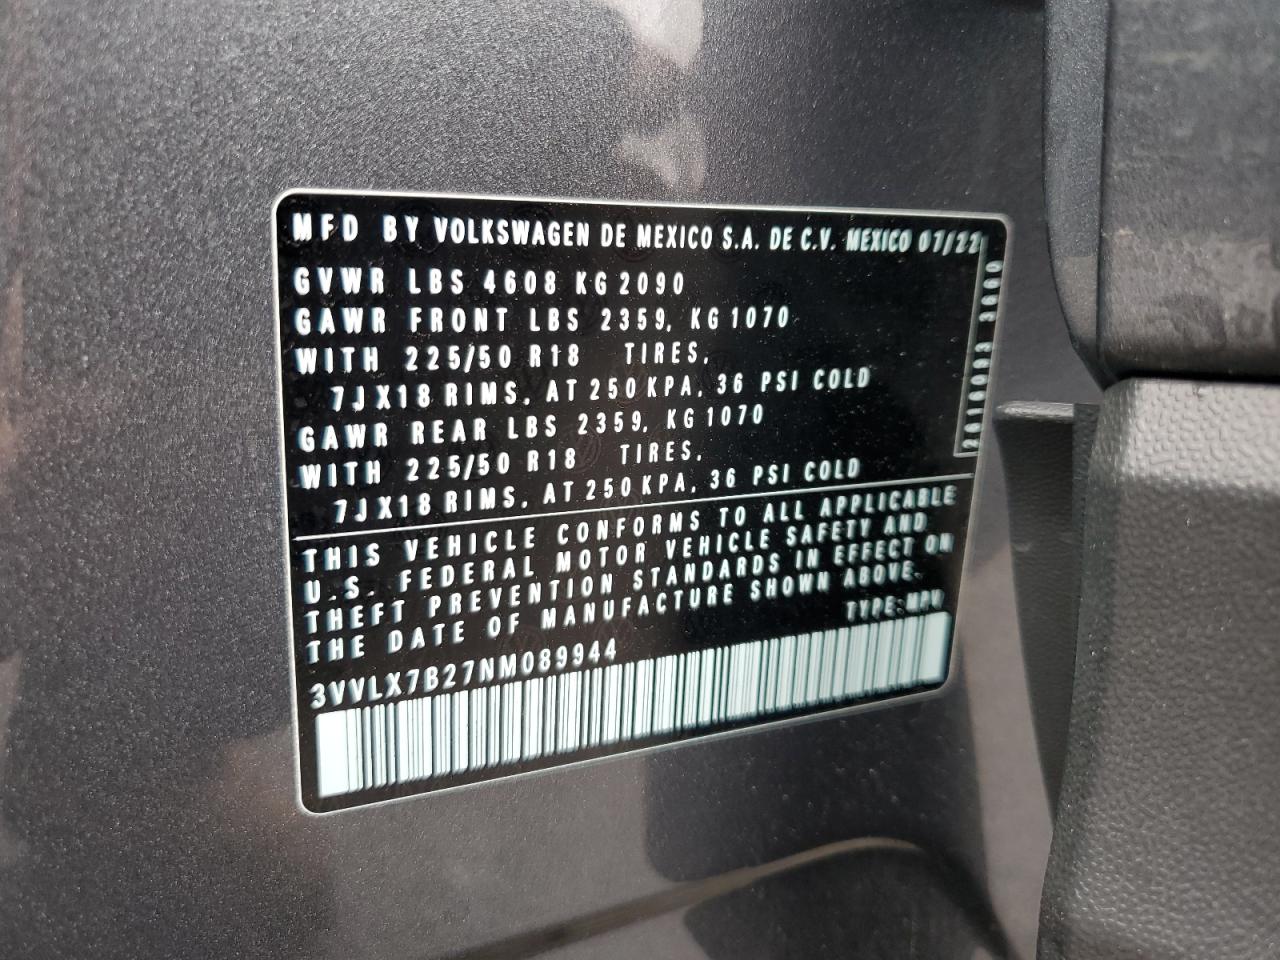 MFD BY VOLKSWAGEN DE MEXICO S.A. DE C.V. MEXICO 07/22
GVWR LBS 4608 KG 2090
GAWR FRONT LBS 2359, KG 1070
WITH 225/50 R18 TIRES,
7JX18 RIMS, AT 250 KPA, 36 PSI COLD
GAWR REAR LBS 2359, KG 1070
WITH 225/50 R18 TIRES,
7JX18 RIMS, AT 250 KPA, 36 PSI COLD
THIS VEHICLE CONFORMS TO ALL APPLICABLE
U.S. FEDERAL MOTOR VEHICLE SAFETY AND
THEFT PREVENTION STANDARDS IN EFFECT ON
THE DATE OF MANUFACTURE SHOWN ABOVE.
TYPE: MPV
3VVLX7B27NM089944